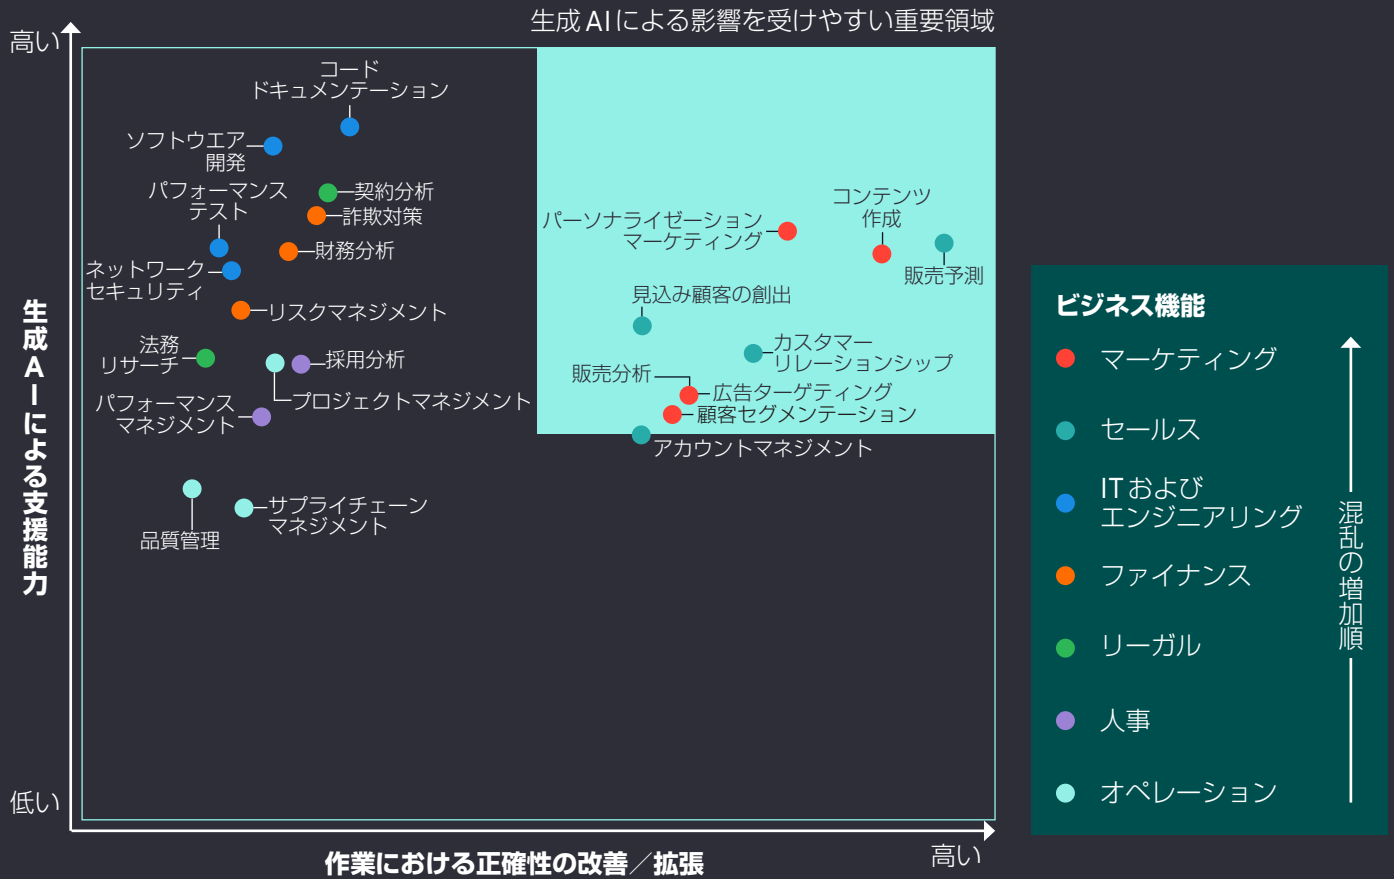 生成AIによる影響を受けやすい重要領域
高い
コード
ドキュメンテーション
ソフトウエア
開発
パフォーマンス
テスト
契約分析
詐欺対策
財務分析
ネットワーク
セキュリティ
リスクマネジメント
法務
リサーチ
採用分析
プロジェクトマネジメント
パフォーマンス
マネジメント
品質管理
サプライチェーン
マネジメント
パーソナライゼーション
マーケティング
コンテンツ
作成
販売予測
見込み顧客の創出
カスタマー
リレーションシップ
販売分析
広告ターゲティング
顧客セグメンテーション
アカウントマネジメント
生成AIによる支援能力
低い
作業における正確性の改善／拡張
高い
ビジネス機能
マーケティング
セールス
ITおよび
エンジニアリング
ファイナンス
リーガル
人事
オペレーション
混乱の増加順